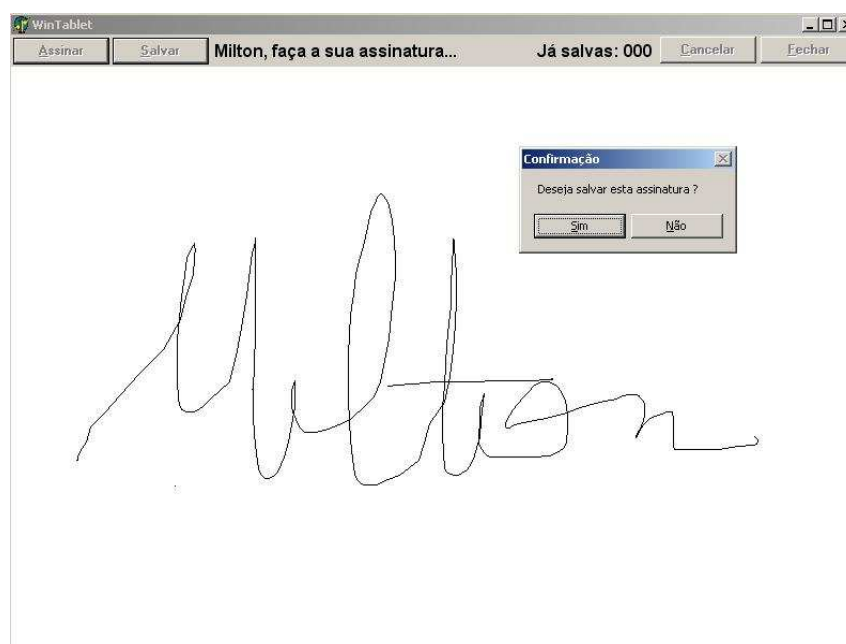 WinTablet
Assinar Salvar Milton, faça a sua assinatura... Já salvas: 000 Cancelar Fechar
Confirmação
Deseja salvar esta assinatura ?
Sim Não
Milton